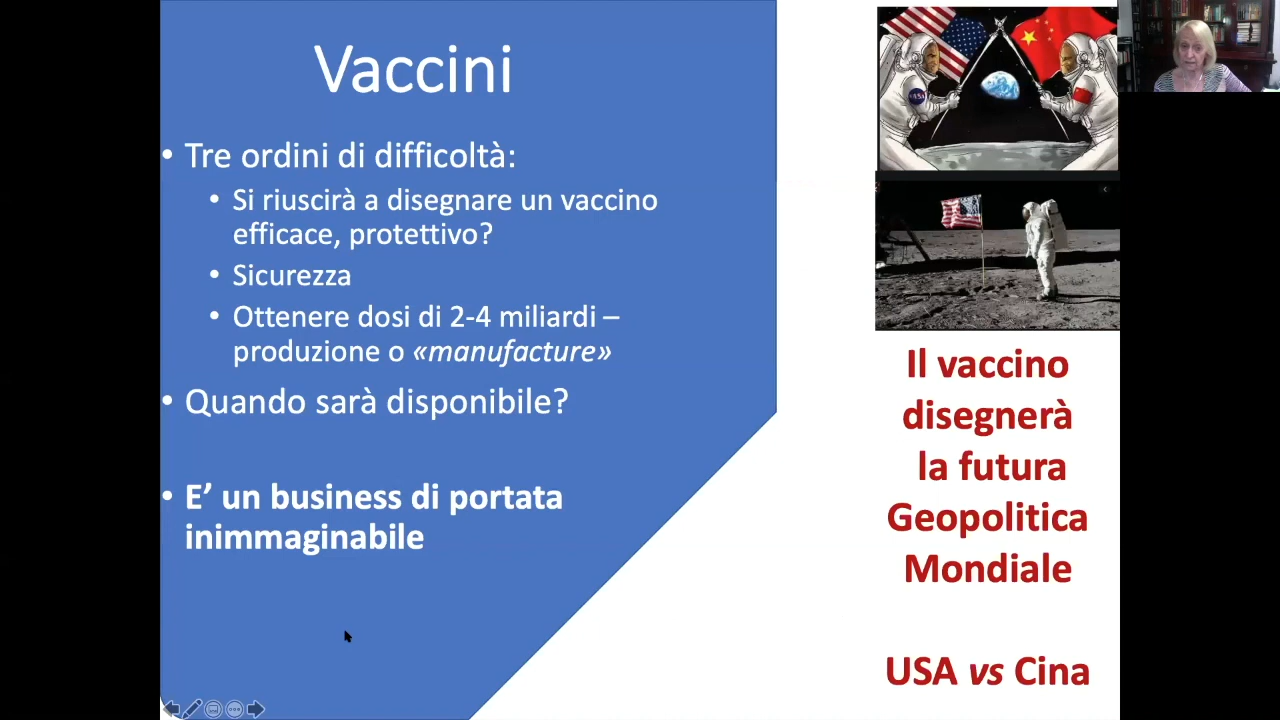 Vaccini
• Tre ordini di difficoltà:
• Si riuscirà a disegnare un vaccino
efficace, protettivo?
• Sicurezza
• Ottenere dosi di 2-4 miliardi –
produzione o «manufacture»
• Quando sarà disponibile?
• E’ un business di portata
inimmaginabile
NASA
Il vaccino
disegnerà
la futura
Geopolitica
Mondiale
USA vs Cina